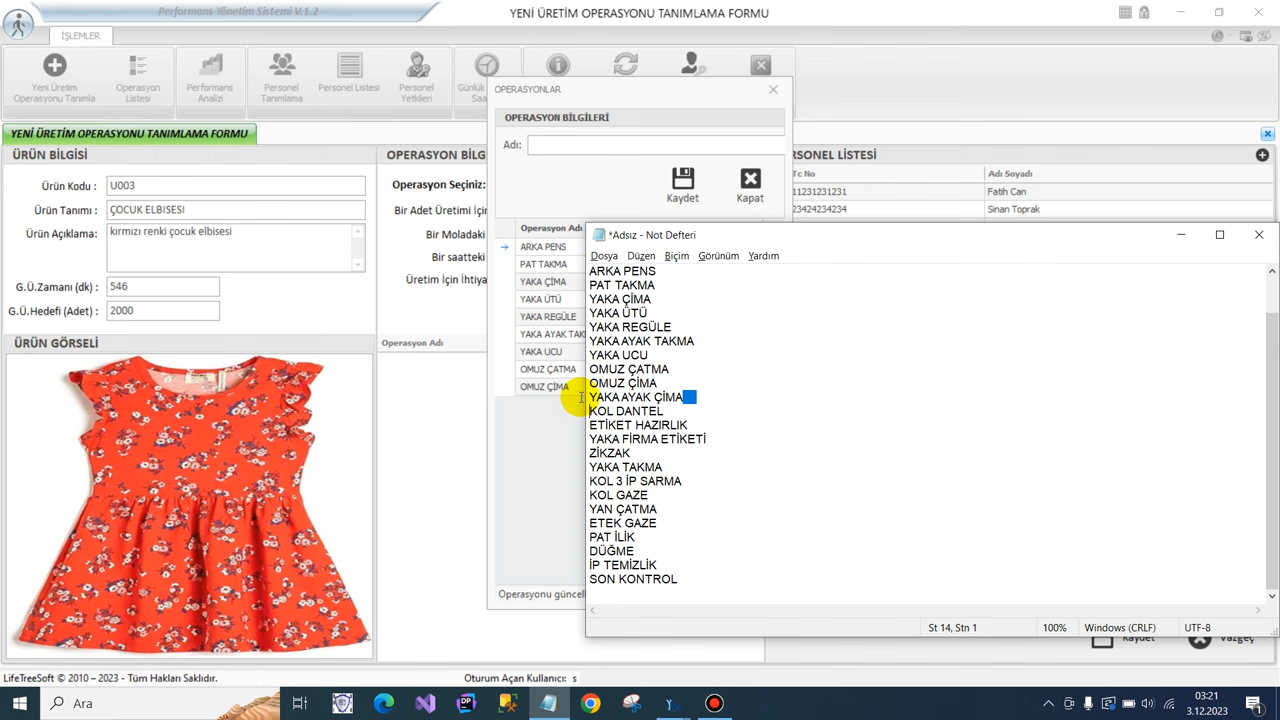 Performans Yönetim Sistemi V.1.2
YENİ ÜRETİM OPERASYONU TANIMLAMA FORMU
İŞLEMLER
Yeni Üretim
Operasyonu Tanımla
Operasyon
Listesi
Performans
Analizi
Personel
Tanımlama
Personel Listesi
Personel
Yetkileri
Günlük
Saa
OPERASYONLAR
OPERASYON BİLGİLERİ
Adı:
Kaydet
Kapat
Operasyon Adı
ARKA PENS
PAT TAKMA
YAKA ÇİMA
YAKA ÜTÜ
YAKA REGÜLE
YAKA AYAK TAK
YAKA UCU
OMUZ ÇATMA
OMUZ ÇİMA
Operasyonu güncell
YENİ ÜRETİM OPERASYONU TANIMLAMA FORMU
ÜRÜN BİLGİSİ
Ürün Kodu :
U003
Ürün Tanımı :
ÇOCUK ELBISESI
Ürün Açıklama:
kırmızı renki çocuk elbisesi
G.Ü.Zamanı (dk) :
546
G.Ü.Hedefi (Adet) :
2000
ÜRÜN GÖRSELİ
OPERASYON BİLG
Operasyon Seçiniz:
Bir Adet Üretimi İçin
Bir Moladaki
Bir saatteki
Üretim İçin İhtiya
Operasyon Adı
RSONEL LİSTESİ
Tc No
Adı Soyadı
11231231231
Fatih Can
23424234234
Sinan Toprak
*Adsız - Not Defteri
Dosya Düzen Biçim Görünüm Yardım
ARKA PENS
PAT TAKMA
YAKA ÇİMA
YAKA ÜTÜ
YAKA REGÜLE
YAKA AYAK TAKMA
YAKA UCU
OMUZ ÇATMA
OMUZ ÇİMA
YAKA AYAK ÇİMA
KOL DANTEL
ETİKET HAZIRLIK
YAKA FİRMA ETİKETİ
ZİKZAK
YAKA TAKMA
KOL 3 İP SARMA
KOL GAZE
YAN ÇATMA
ETEK GAZE
PAT İLİK
DÜĞME
İP TEMİZLİK
SON KONTROL
St 14, Stn 1
100%
Windows (CRLF)
UTF-8
Kaydet
Vazgeç
LifeTreeSoft © 2010 – 2023 - Tüm Hakları Saklıdır.
Oturum Açan Kullanıcı: s
Ara
03:21
3.12.2023